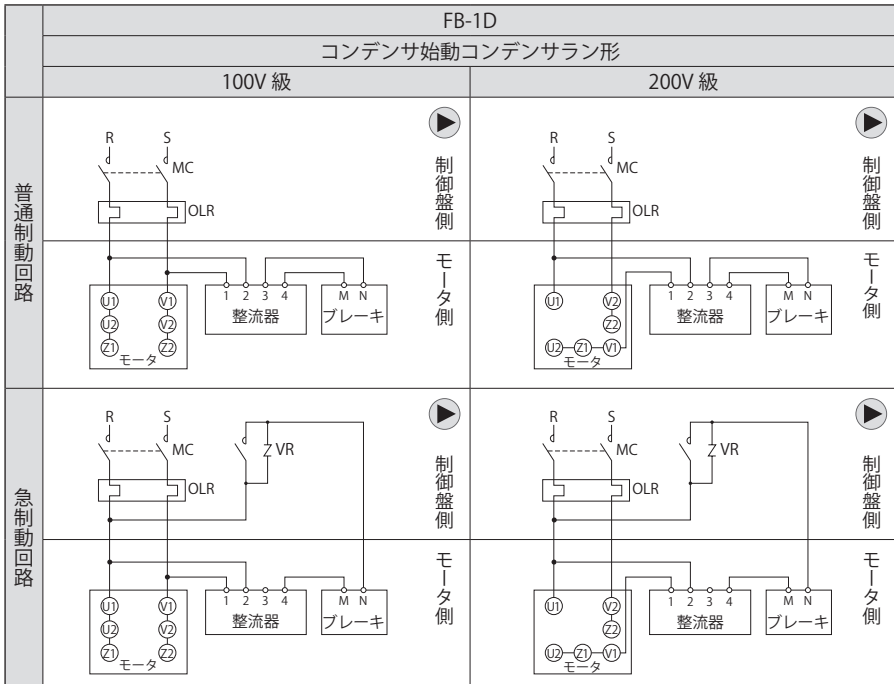 FB-1D
コンデンサ始動コンデンサラン形
100V 級
200V 級
普通制動回路
R S
MC
OLR
制御盤側
U1 V1
U2 V2
Z1 Z2
モータ
1 2 3 4
整流器
M N
ブレーキ
モータ側
R S
MC
OLR
制御盤側
U1 V2
Z2
U2 Z1 V1
モータ
1 2 3 4
整流器
M N
ブレーキ
モータ側
急制動回路
R S
MC
VR
OLR
制御盤側
U1 V1
U2 V2
Z1 Z2
モータ
1 2 3 4
整流器
M N
ブレーキ
モータ側
R S
MC
VR
OLR
制御盤側
U1 V2
Z2
U2 Z1 V1
モータ
1 2 3 4
整流器
M N
ブレーキ
モータ側